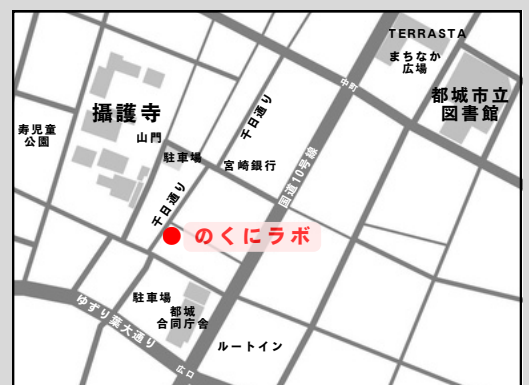 TERRASTA
まちなか
広場
中町
都城市立
図書館
攝護寺
山門
寿児童
公園
千日通り
駐車場
宮崎銀行
国道10号線
千日通り
のくにラボ
駐車場
都城
合同庁舎
ゆずり葉大通り
ルートイン
広口